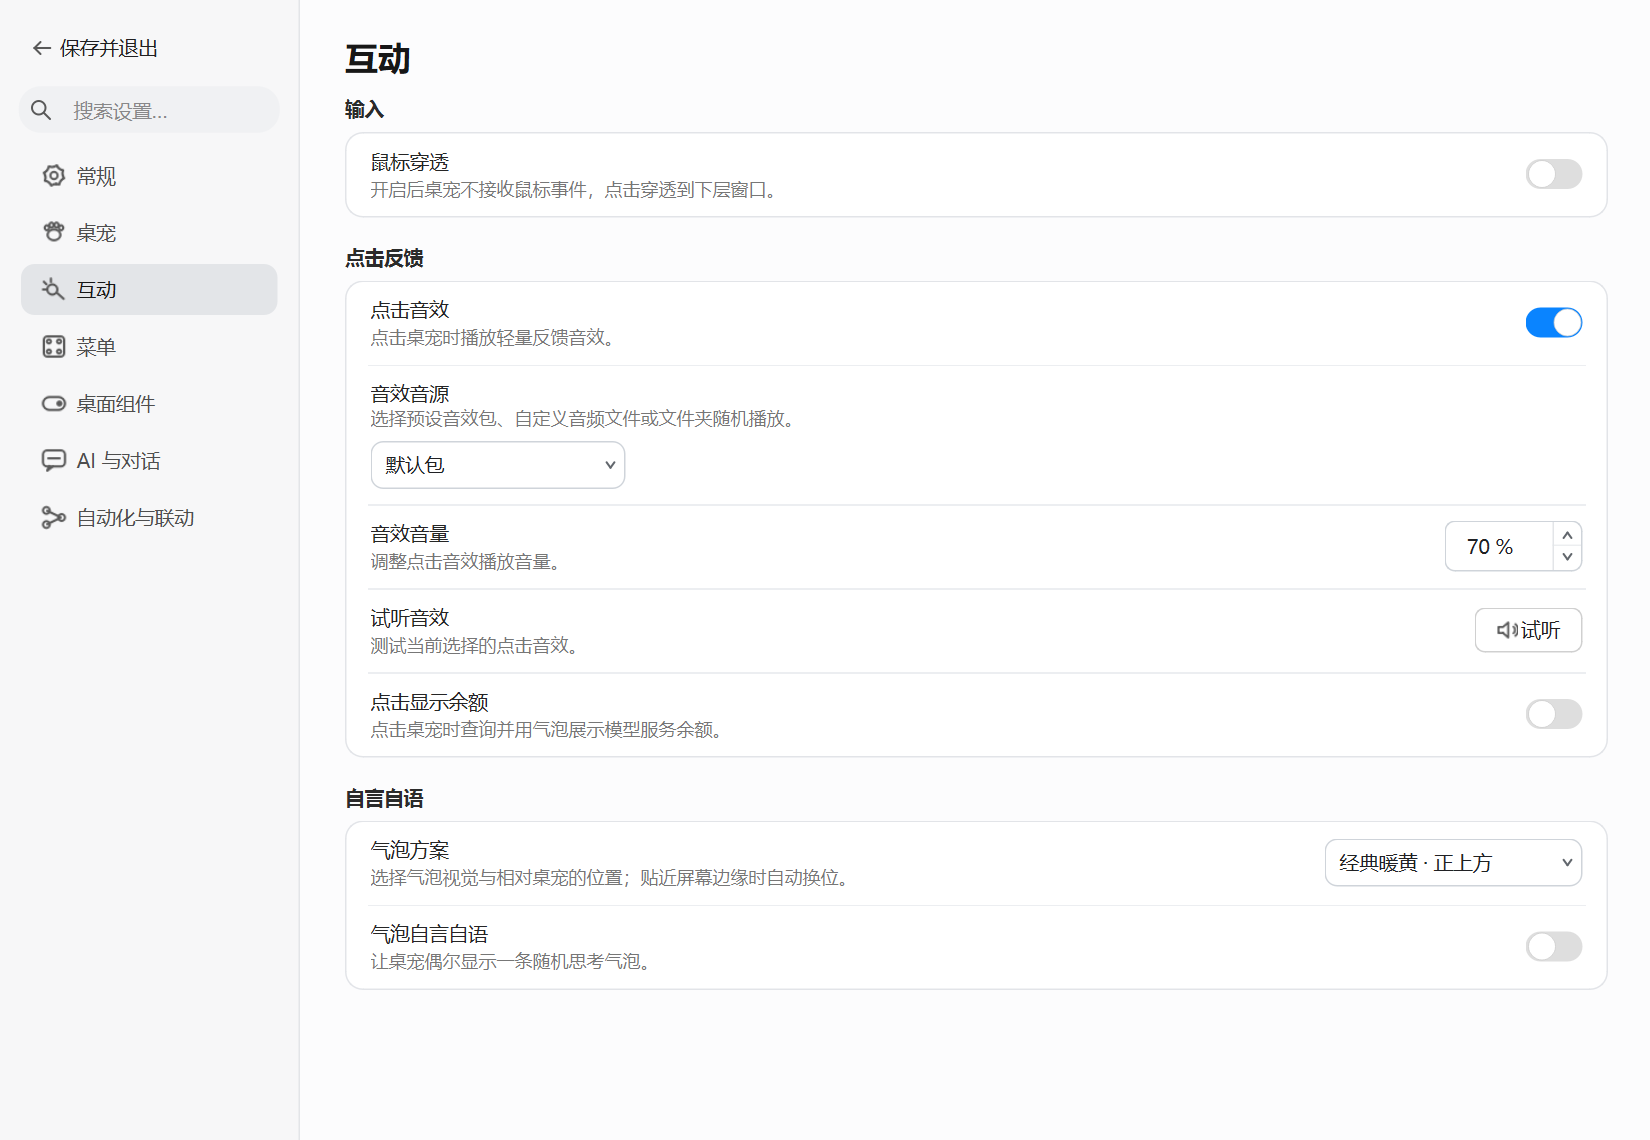 保存并退出
搜索设置...
常规
桌宠
互动
菜单
桌面组件
AI 与对话
自动化与联动
互动
输入
鼠标穿透
开启后桌宠不接收鼠标事件，点击穿透到下层窗口。
点击反馈
点击音效
点击桌宠时播放轻量反馈音效。
音效音源
选择预设音效包、自定义音频文件或文件夹随机播放。
默认包
音效音量
调整点击音效播放音量。
70 %
试听音效
测试当前选择的点击音效。
试听
点击显示余额
点击桌宠时查询并用气泡展示模型服务余额。
自言自语
气泡方案
选择气泡视觉与相对桌宠的位置；贴近屏幕边缘时自动换位。
经典暖黄 · 正上方
气泡自言自语
让桌宠偶尔显示一条随机思考气泡。